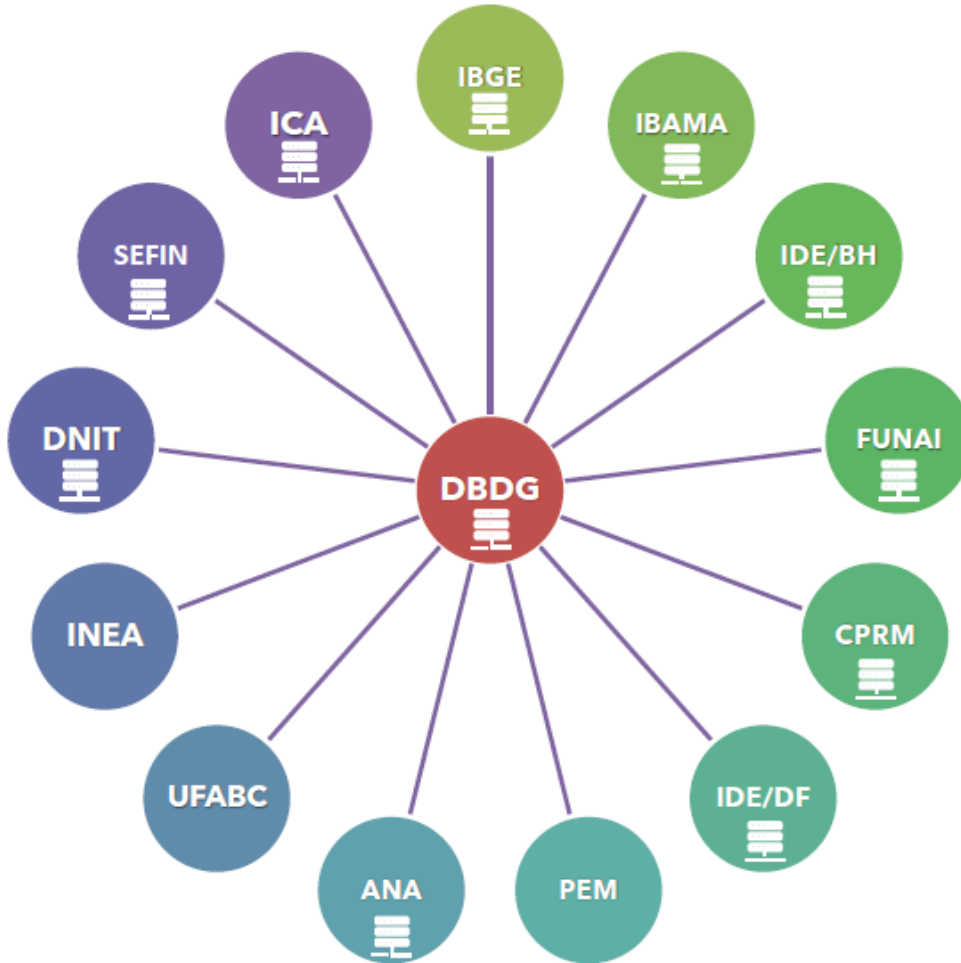 IBGE
IBAMA
IDE/BH
FUNAI
CPRM
IDE/DF
PEM
ANA
UFABC
INEA
DNIT
SEFIN
ICA
DBDG